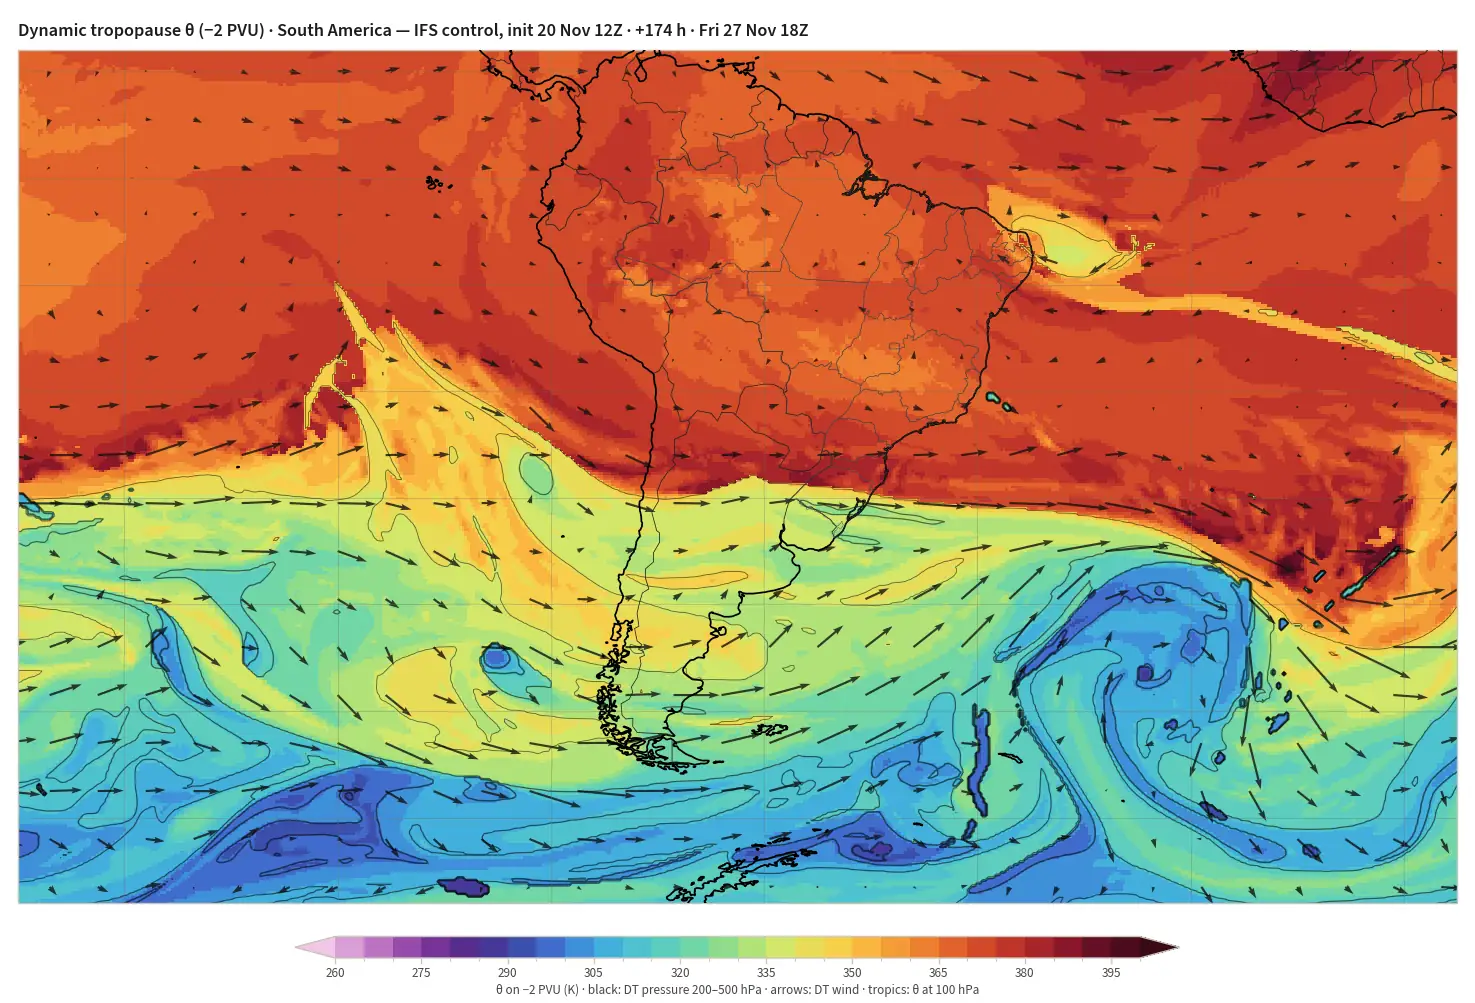 Dynamic tropopause θ (−2 PVU) · South America — IFS control, init 20 Nov 12Z · +174 h · Fri 27 Nov 18Z
260 275 290 305 320 335 350 365 380 395
θ on −2 PVU (K) · black: DT pressure 200–500 hPa · arrows: DT wind · tropics: θ at 100 hPa